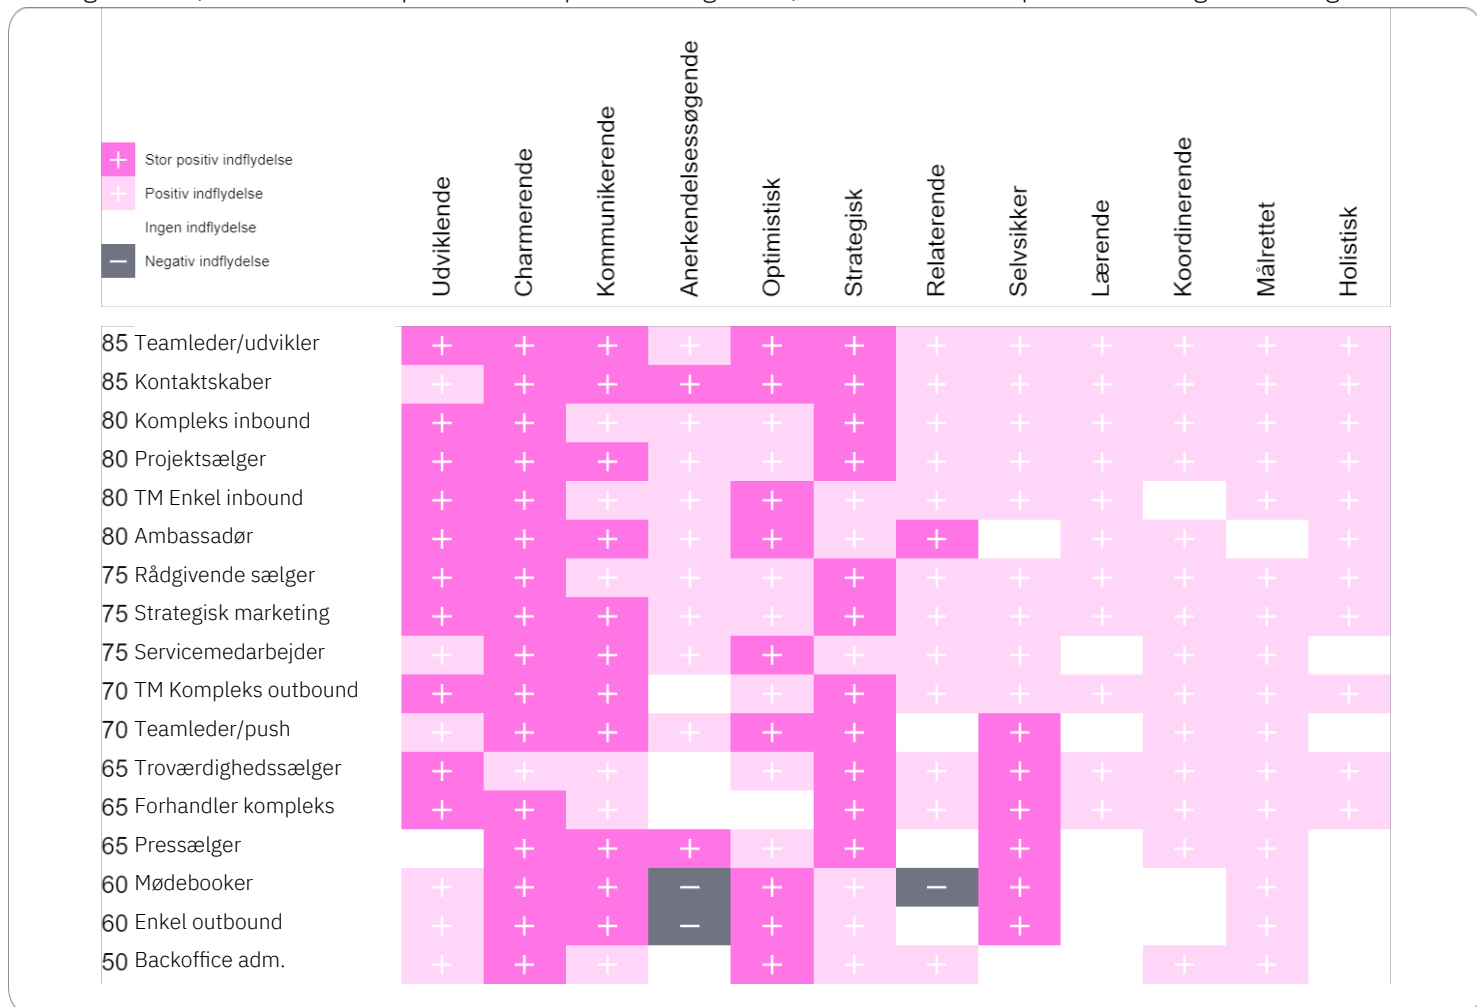 + Stor positiv indflydelse
+ Positiv indflydelse
Ingen indflydelse
− Negativ indflydelse
Udviklende
Charmerende
Kommunikerende
Anerkendelsessøgende
Optimistisk
Strategisk
Relaterende
Selvsikker
Lærende
Koordinerende
Målrettet
Holistisk
85 Teamleder/udvikler + + + + + + + + + + + +
85 Kontaktskaber + + + + + + + + + + + +
80 Kompleks inbound + + + + + + + + + + + +
80 Projektsælger + + + + + + + + + + + +
80 TM Enkel inbound + + + + + + + + + + +
80 Ambassadør + + + + + + + + + +
75 Rådgivende sælger + + + + + + + + + + + +
75 Strategisk marketing + + + + + + + + + + + +
75 Servicemedarbejder + + + + + + + + + +
70 TM Kompleks outbound + + + + + + + + + + +
70 Teamleder/push + + + + + + + + +
65 Troværdighedssælger + + + + + + + + + + +
65 Forhandler kompleks + + + + + + + + + +
65 Pressælger + + + + + + + +
60 Mødebooker + + + − + + − + +
60 Enkel outbound + + + − + + + +
50 Backoffice adm. + + + + + + + +